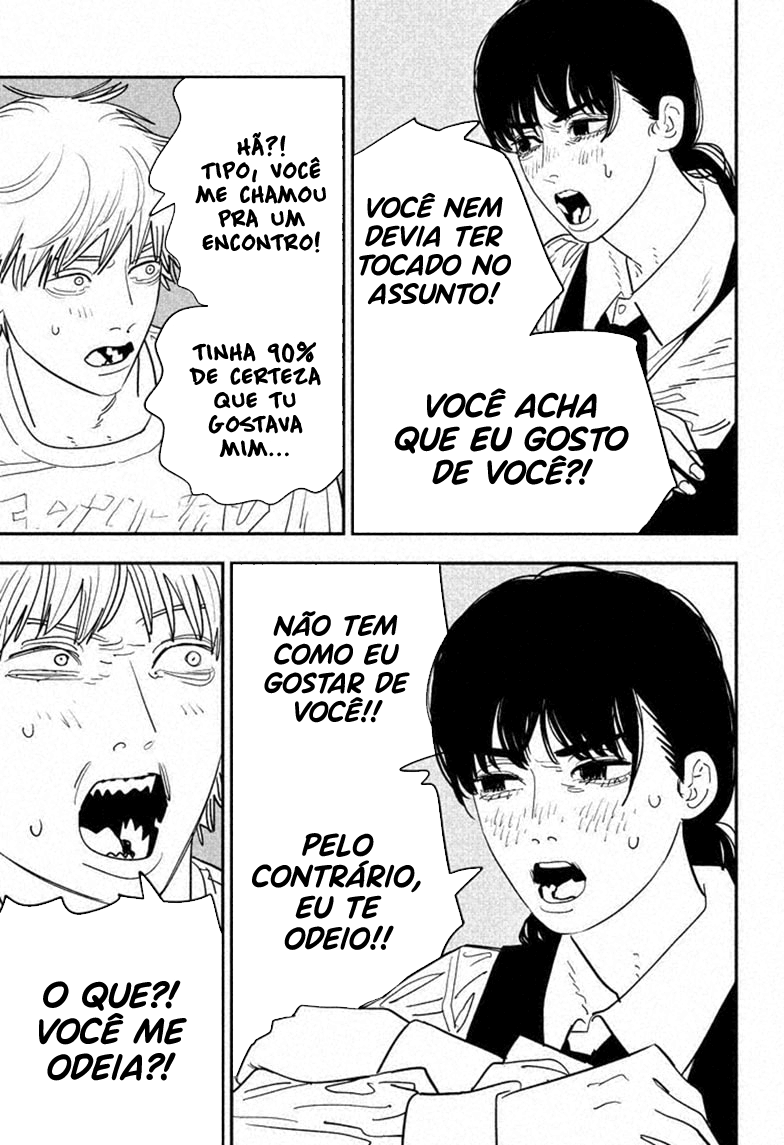 VOCÊ NEM
DEVIA TER
TOCADO NO
ASSUNTO!
VOCÊ ACHA
QUE EU GOSTO
DE VOCÊ?!
HÃ?!
TIPO, VOCÊ
ME CHAMOU
PRA UM
ENCONTRO!
TINHA 90%
DE CERTEZA
QUE TU
GOSTAVA
MIM...
NÃO TEM
COMO EU
GOSTAR DE
VOCÊ!!
PELO
CONTRÁRIO,
EU TE
ODEIO!!
O QUE?!
VOCÊ ME
ODEIA?!